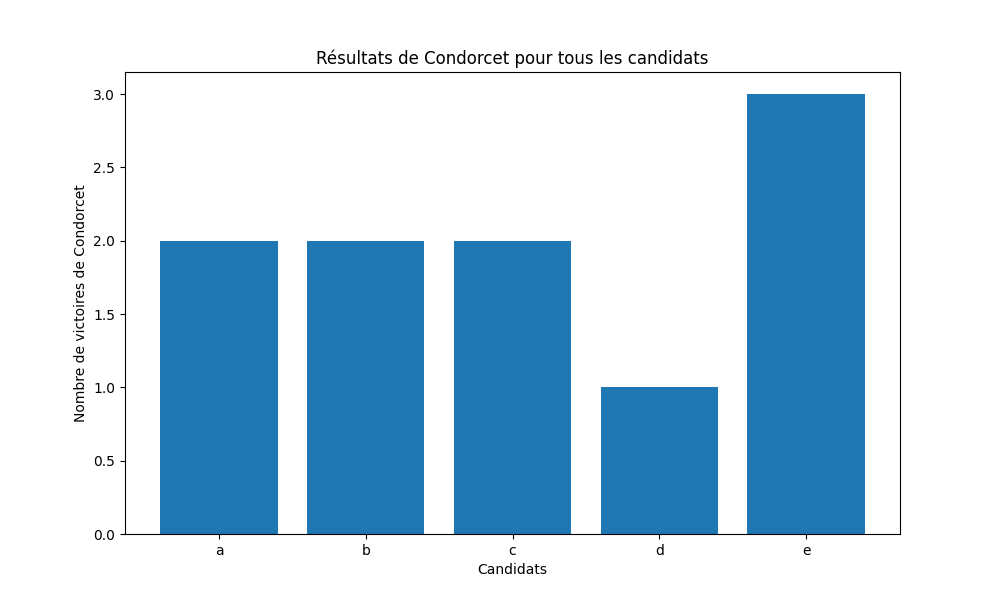 Résultats de Condorcet pour tous les candidats
Nombre de victoires de Condorcet
3.0
2.5
2.0
1.5
1.0
0.5
0.0
a b c d e
Candidats